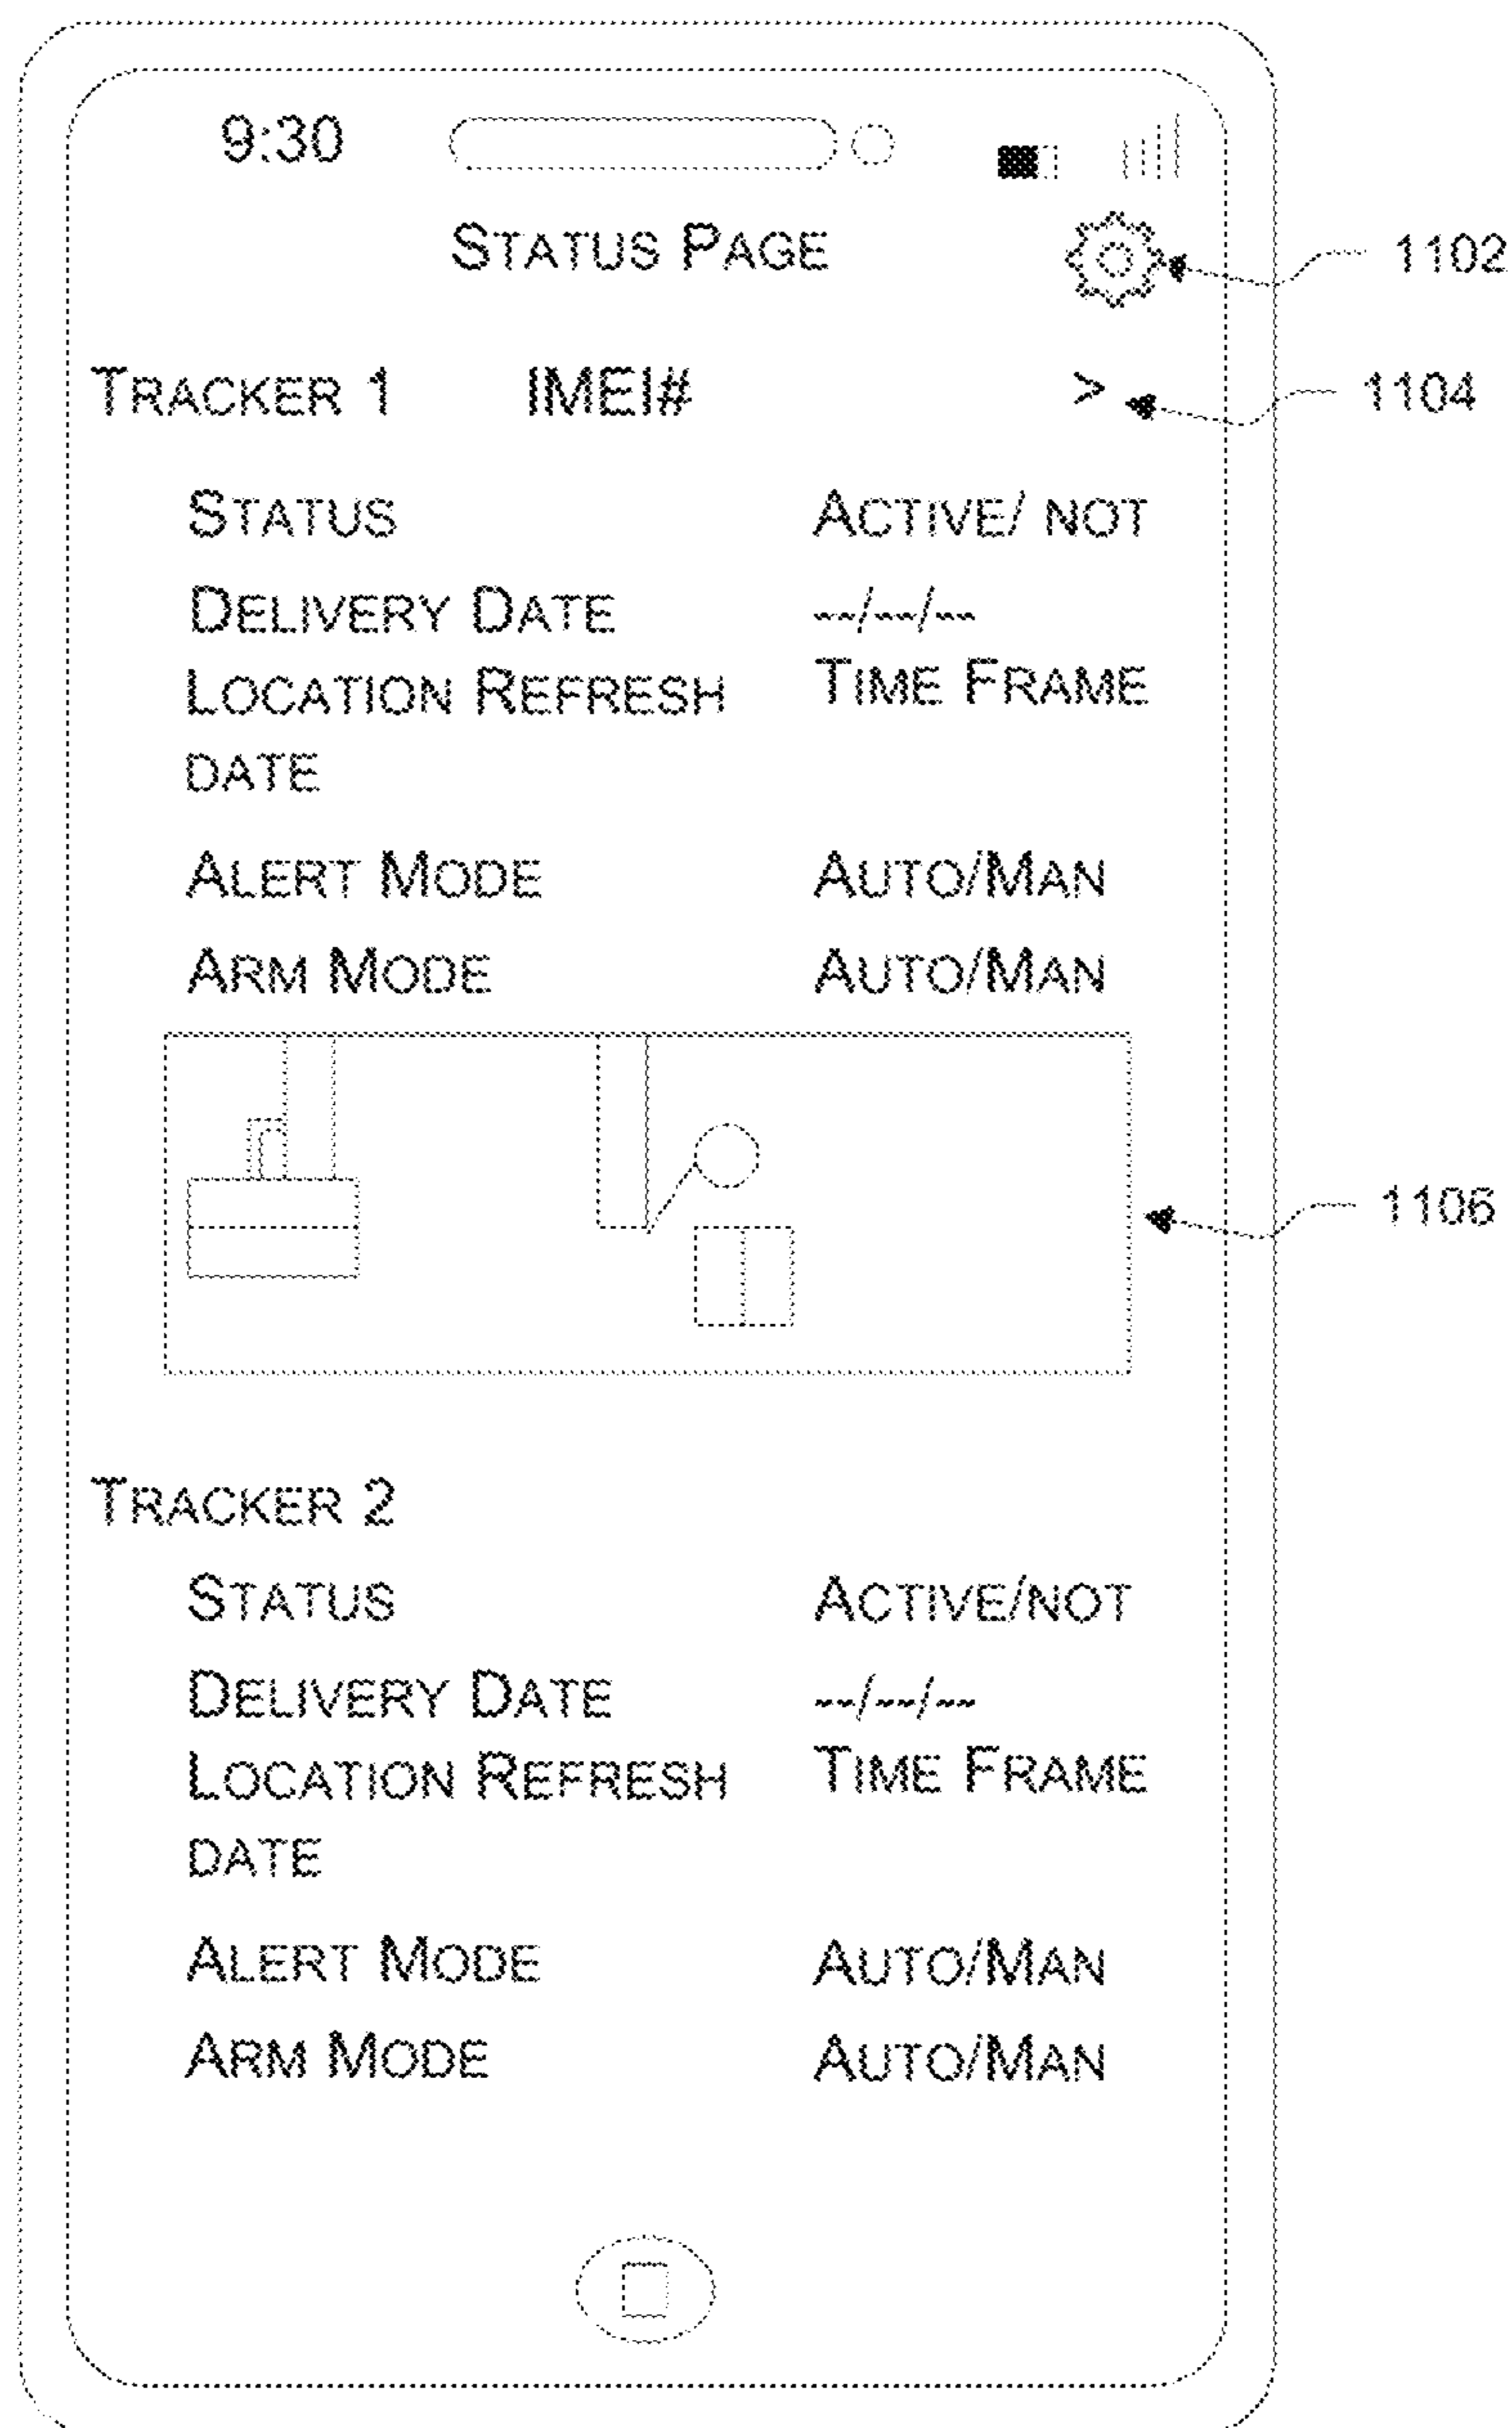 9:30
STATUS PAGE
1102
TRACKER 1 IMEI# >
1104
STATUS ACTIVE/ NOT
DELIVERY DATE --/--/--
LOCATION REFRESH TIME FRAME
DATE
ALERT MODE AUTO/MAN
ARM MODE AUTO/MAN
1106
TRACKER 2
STATUS ACTIVE/NOT
DELIVERY DATE --/--/--
LOCATION REFRESH TIME FRAME
DATE
ALERT MODE AUTO/MAN
ARM MODE AUTO/MAN